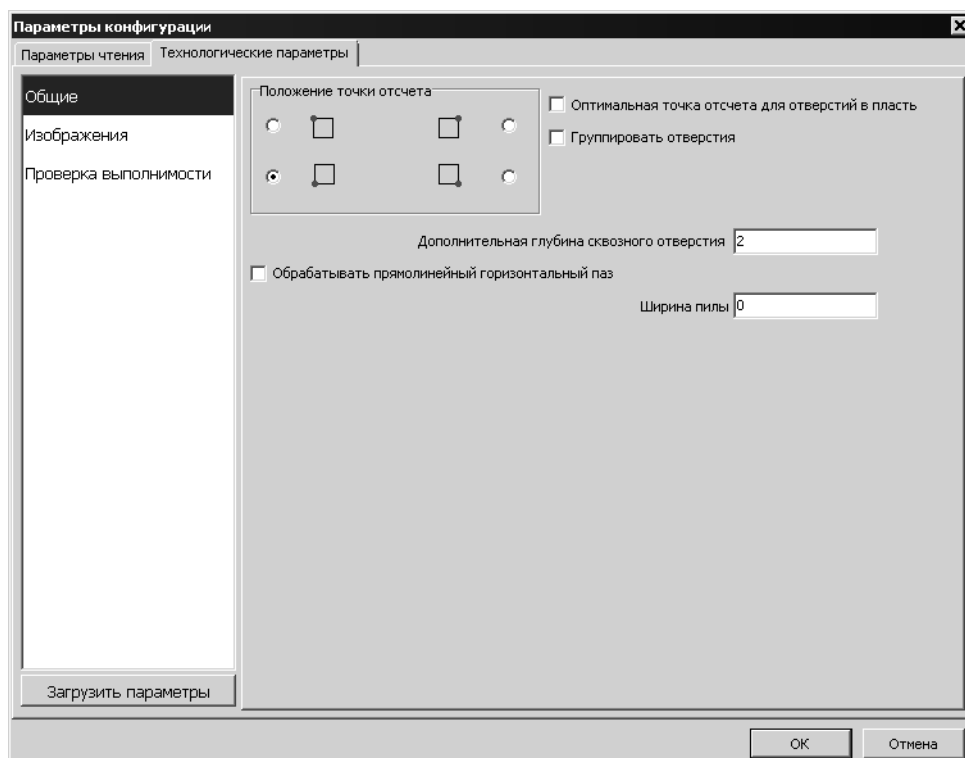 Параметры конфигурации
Параметры чтения
Технологические параметры
Общие
Изображения
Проверка выполнимости
Загрузить параметры
Положение точки отсчета
Оптимальная точка отсчета для отверстий в пласть
Группировать отверстия
Дополнительная глубина сквозного отверстия 2
Обрабатывать прямолинейный горизонтальный паз
Ширина пилы 0
OK
Отмена